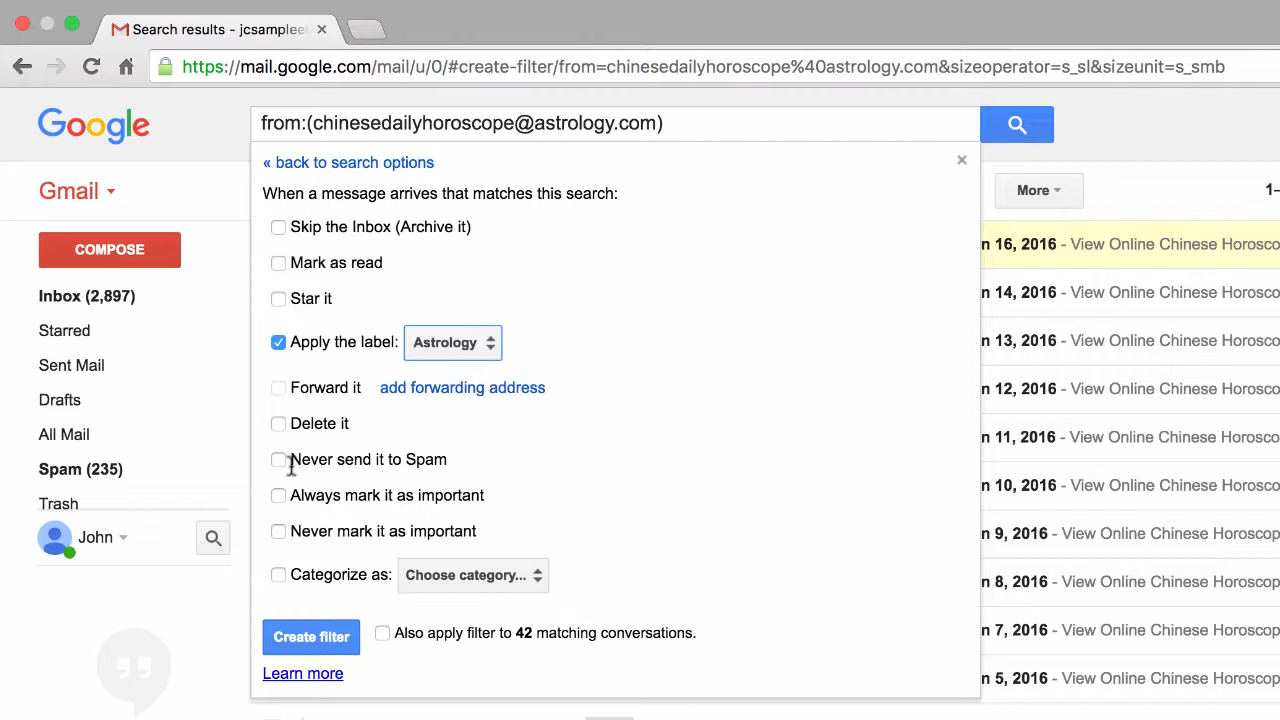 Search results - jcsamplee
https://mail.google.com/mail/u/0/#create-filter/from=chinesedailyhoroscope%40astrology.com&sizeoperator=s_sl&sizeunit=s_smb
Google
from:(chinesedailyhoroscope@astrology.com)
« back to search options
When a message arrives that matches this search:
Gmail
More
1–
Skip the Inbox (Archive it)
COMPOSE
n 16, 2016 - View Online Chinese Horosco
Mark as read
Inbox (2,897)
Star it
n 14, 2016 - View Online Chinese Horosco
Starred
Apply the label: Astrology
n 13, 2016 - View Online Chinese Horosco
Sent Mail
Forward it add forwarding address
n 12, 2016 - View Online Chinese Horosco
Drafts
Delete it
All Mail
n 11, 2016 - View Online Chinese Horosco
Never send it to Spam
Spam (235)
n 10, 2016 - View Online Chinese Horosco
Always mark it as important
Trash
Never mark it as important
n 9, 2016 - View Online Chinese Horoscop
John
Categorize as: Choose category...
n 8, 2016 - View Online Chinese Horoscop
Create filter
Also apply filter to 42 matching conversations.
n 7, 2016 - View Online Chinese Horoscop
Learn more
n 5, 2016 - View Online Chinese Horoscop